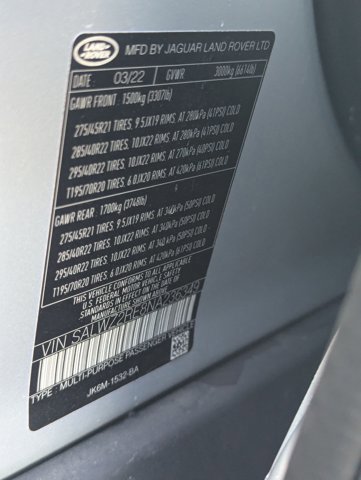 LAND
ROVER
MFD BY JAGUAR LAND ROVER LTD
DATE : 03/22 GVWR 3000kg (6614lb)
GAWR FRONT : 1500kg (3307lb)
275/45R21 TIRES, 9.5JX19 RIMS, AT 280kPa (41PSI) COLD
285/40R22 TIRES, 10JX22 RIMS, AT 280kPa (41PSI) COLD
295/40R22 TIRES, 10JX22 RIMS, AT 270kPa (40PSI) COLD
T195/70R20 TIRES, 6.0JX20 RIMS AT 420kPa (61PSI) COLD
GAWR REAR : 1700kg (3748lb)
275/45R21 TIRES, 9.5JX19 RIMS, AT 340kPa (50PSI) COLD
285/40R22 TIRES, 10JX22 RIMS, AT 340kPa (50PSI) COLD
295/40R22 TIRES, 10JX22 RIMS, AT 340kPa (50PSI) COLD
T195/70R20 TIRES, 6.0JX20 RIMS AT 420kPa (61PSI) COLD
THIS VEHICLE CONFORMS TO ALL APPLICABLE
FEDERAL MOTOR VEHICLE SAFETY
STANDARDS IN EFFECT ON THE DATE OF
MANUFACTURE SHOWN ABOVE
VIN: SALWZ2RE8NA236349
TYPE : MULTI-PURPOSE PASSENGER VEHICLE
JK6M-1532-BA